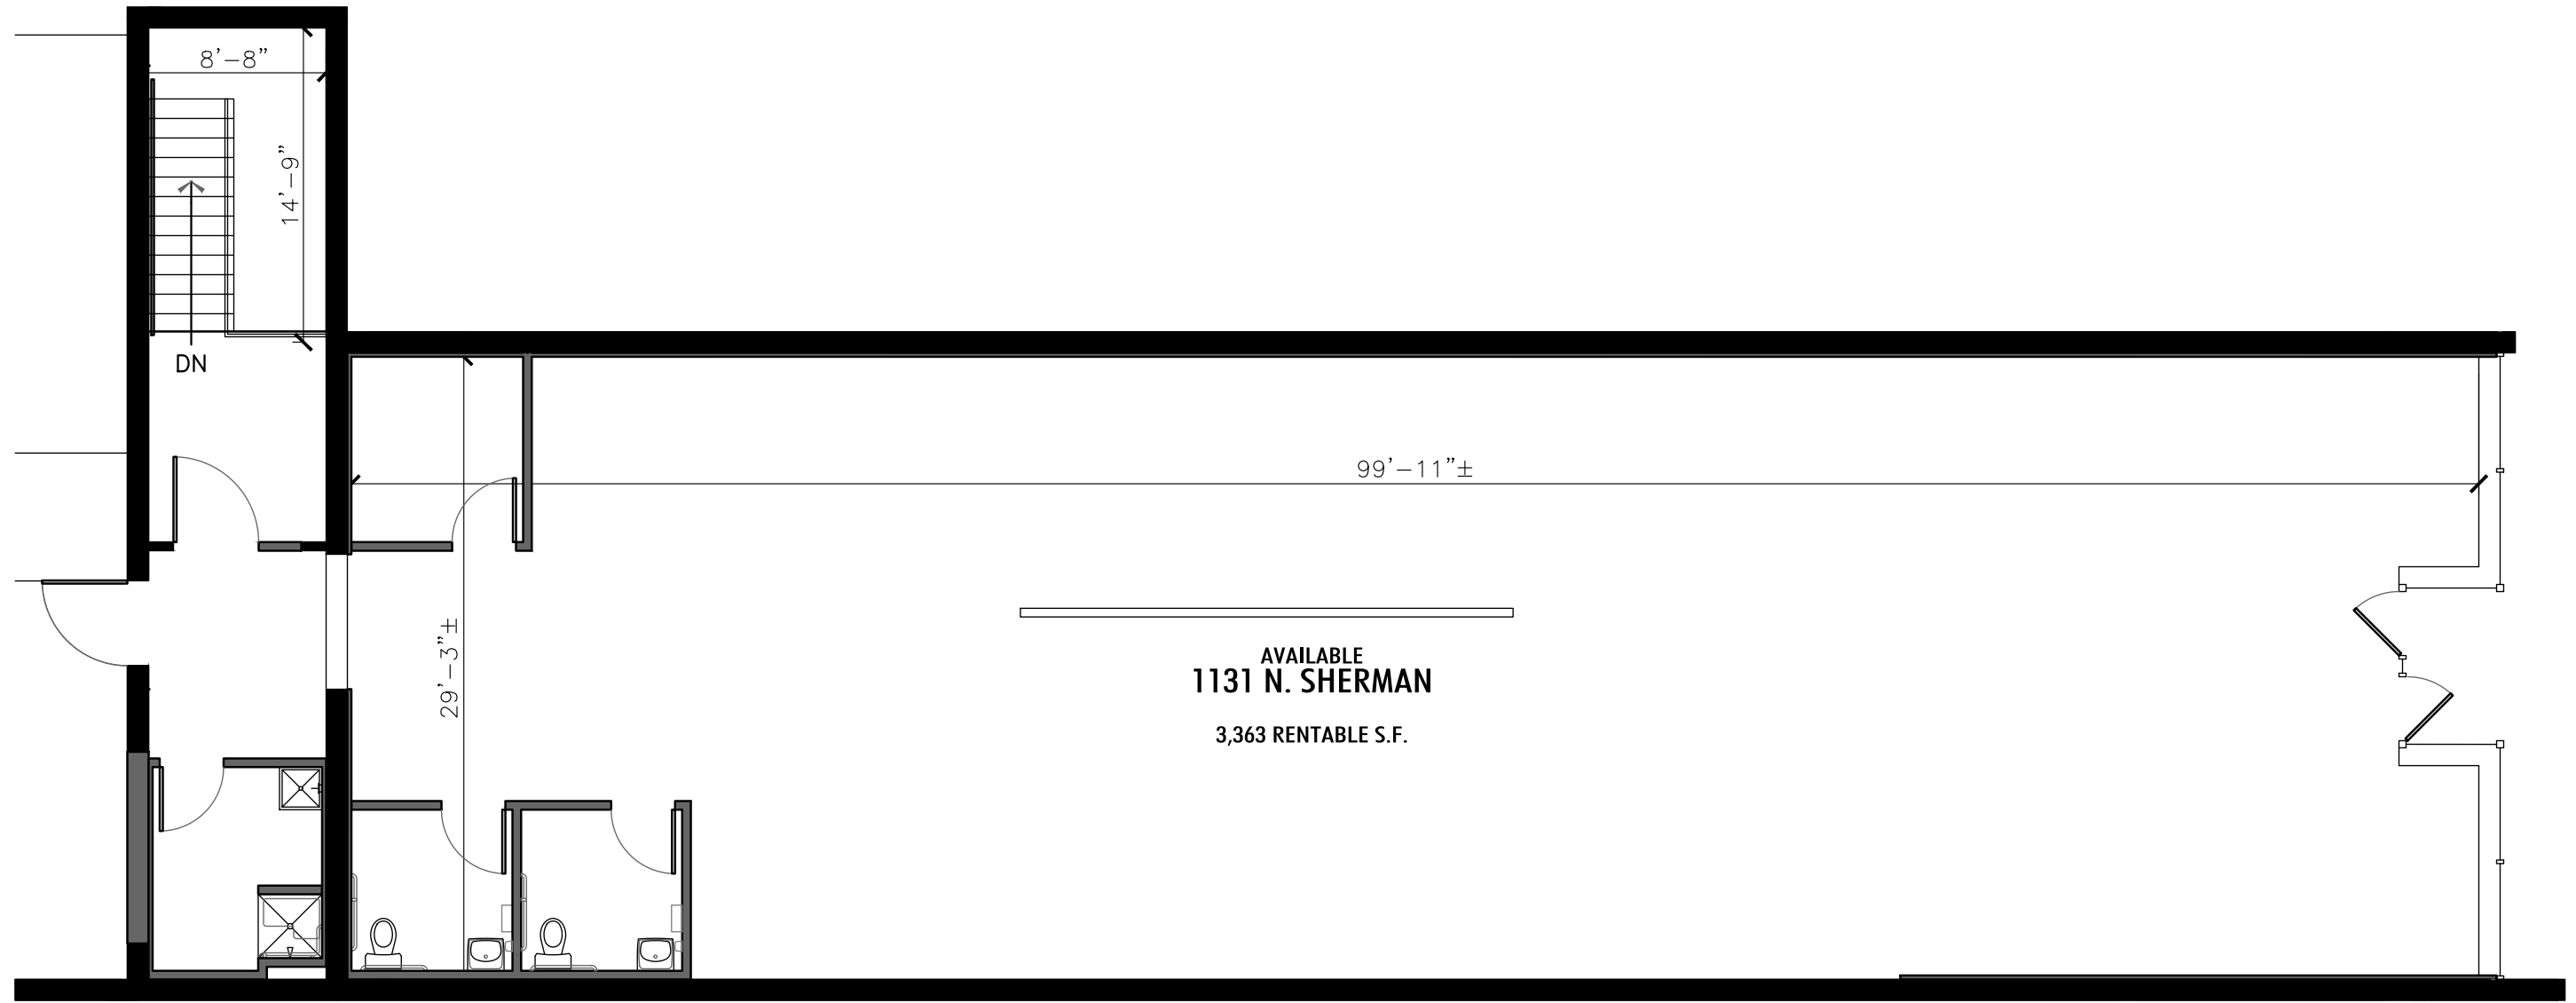 8'-8"
14'-9"
DN
99'-11"±
29'-3"±
AVAILABLE
1131 N. SHERMAN
3,363 RENTABLE S.F.